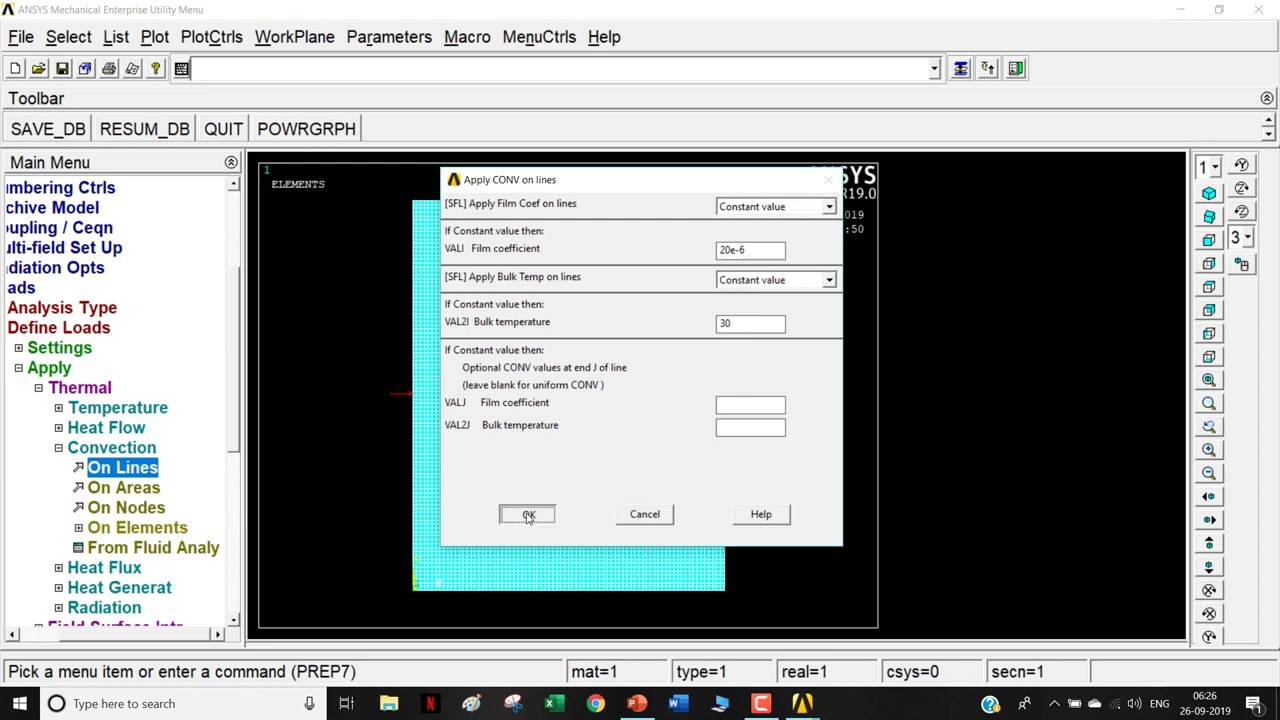 ANSYS Mechanical Enterprise Utility Menu
File Select List Plot PlotCtrls WorkPlane Parameters Macro MenuCtrls Help
Toolbar
SAVE_DB RESUM_DB QUIT POWRGRPH
Main Menu
umbering Ctrls
chive Model
oupling / Ceqn
ulti-field Set Up
diation Opts
ads
Analysis Type
Define Loads
Settings
Apply
Thermal
Temperature
Heat Flow
Convection
On Lines
On Areas
On Nodes
On Elements
From Fluid Analy
Heat Flux
Heat Generat
Radiation
1
ELEMENTS
SYS
R19.0
019
:50
Apply CONV on lines
[SFL] Apply Film Coef on lines Constant value
If Constant value then:
VALI Film coefficient 20e-6
[SFL] Apply Bulk Temp on lines Constant value
If Constant value then:
VAL2I Bulk temperature 30
If Constant value then:
Optional CONV values at end J of line
(leave blank for uniform CONV )
VALJ Film coefficient
VAL2J Bulk temperature
OK Cancel Help
1
3
Pick a menu item or enter a command (PREP7) mat=1 type=1 real=1 csys=0 secn=1
Type here to search
ENG
06:26
26-09-2019